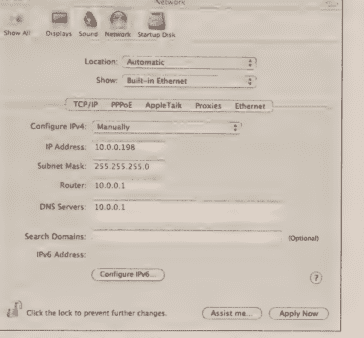 Network
Show All Displays Sound Network Startup Disk
Location: Automatic
Show: Built-in Ethernet
TCP/IP PPPoE AppleTalk Proxies Ethernet
Configure IPv4: Manually
IP Address: 10.0.0.198
Subnet Mask: 255.255.255.0
Router: 10.0.0.1
DNS Servers: 10.0.0.1
Search Domains: (Optional)
IPv6 Address:
Configure IPv6... ?
Click the lock to prevent further changes. Assist me... Apply Now